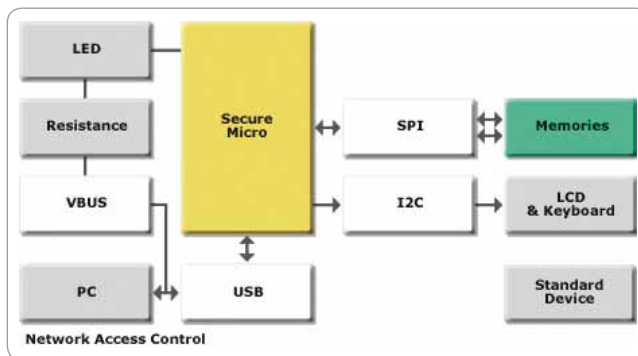 LED
Resistance
VBUS
PC
Secure
Micro
USB
SPI
I2C
Memories
LCD
& Keyboard
Standard
Device
Network Access Control